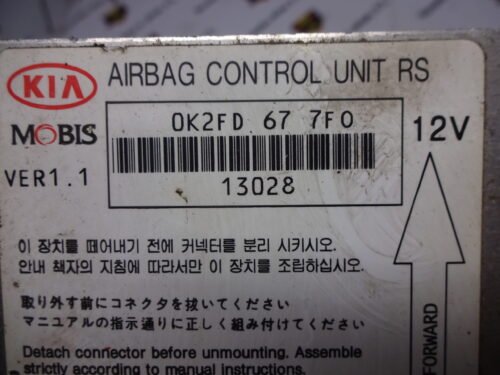 KIA
AIRBAG CONTROL UNIT RS
MOBIS
0K2FD 67 7F0
12V
VER1.1
13028
이 장치를 떼어내기 전에 커넥터를 분리 시키시오.
안내 책자의 지침에 따라서만 이 장치를 조립하십시오.
取り外す前にコネクタを抜いてください
マニュアルの指示通りに正しく組み付けてください
Detach connector before unmounting. Assemble
strictly according to manual instructions.
FORWARD